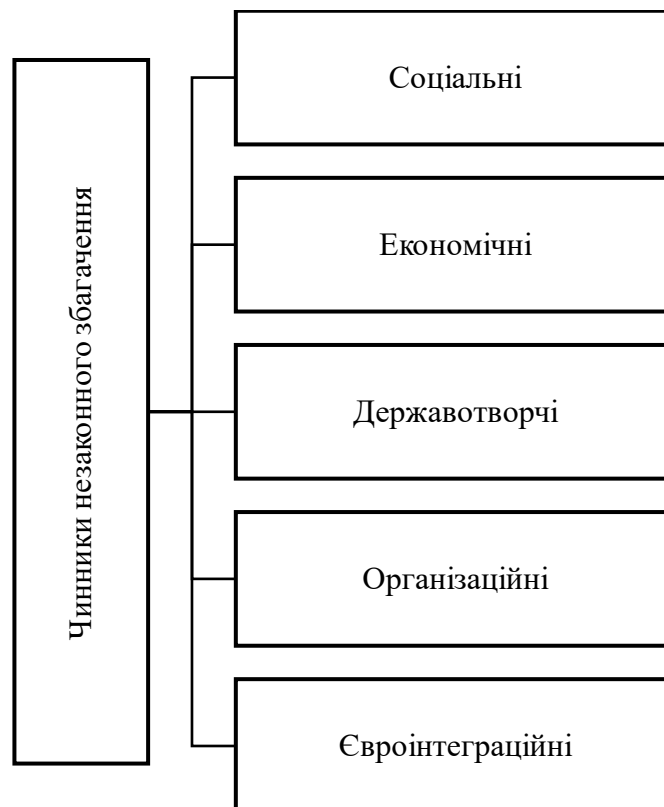 Чинники незаконного збагачення
Соціальні
Економічні
Державотворчі
Організаційні
Євроінтеграційні